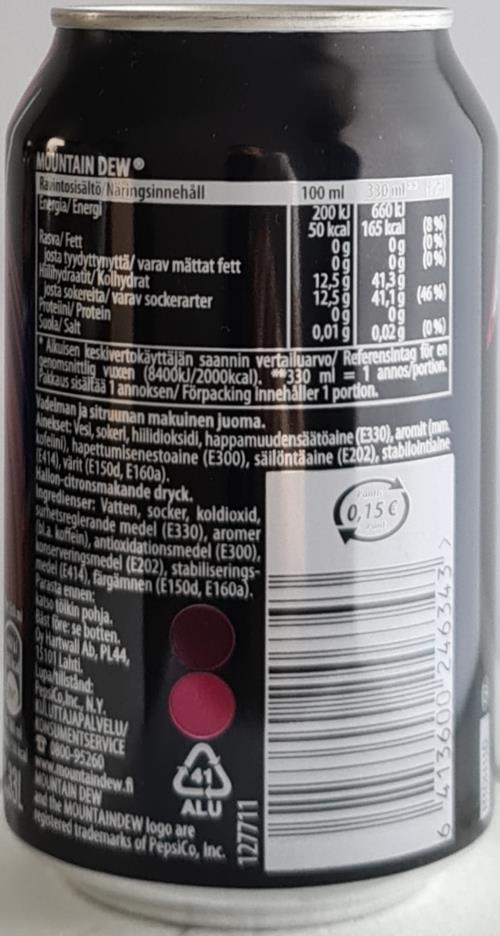 MOUNTAIN DEW®
Ravintosisältö/Näringsinnehåll 100 ml 330 ml**
Energia/Energi 200 kJ 660 kJ
50 kcal 165 kcal (8%)
Rasva/ Fett 0 g 0 g (0%)
josta tyydyttynyttä/ varav mättat fett 0 g 0 g (0%)
Hiilihydraatit/ Kolhydrat 12,5 g 41,3 g
josta sokereita/ varav sockerarter 12,5 g 41,1 g (46%)
Proteiini/ Protein 0 g 0 g
Suola/ Salt 0,01 g 0,02 g (0%)
* Aikuisen keskivertokäyttäjän saannin vertailuarvo/ Referensintag för en
genomsnittlig vuxen (8400kJ/2000kcal). **330 ml = 1 annos/portion.
Pakkaus sisältää 1 annoksen/ Förpacking innehåller 1 portion.
Vadelman ja sitruunan makuinen juoma.
Ainekset: Vesi, sokeri, hiilidioksidi, happamuudensäätöaine (E330), aromit (mm.
kofeiini), hapettumisenestoaine (E300), säilöntäaine (E202), stabilointiaine
(E414), värit (E150d, E160a).
Hallon-citronsmakande dryck.
Ingredienser: Vatten, socker, koldioxid,
surhetsreglerande medel (E330), aromer
(bl.a. koffein), antioxidationsmedel (E300),
konserveringsmedel (E202), stabiliserings-
medel (E414), färgämnen (E150d, E160a).
Parasta ennen:
katso tölkin pohja.
Bäst före: se botten.
Oy Hartwall Ab, PL44,
15101 Lahti.
Lupa/tillstånd:
PepsiCo, Inc., N.Y.
KULUTTAJAPALVELU/
KONSUMENTSERVICE
☎ 0800-95260
www.mountaindew.fi
MOUNTAIN DEW
and the MOUNTAINDEW logo are
registered trademarks of PepsiCo, Inc.
Pantti
0,15 €
Pant
41
ALU
127711
6 413600 246343 >